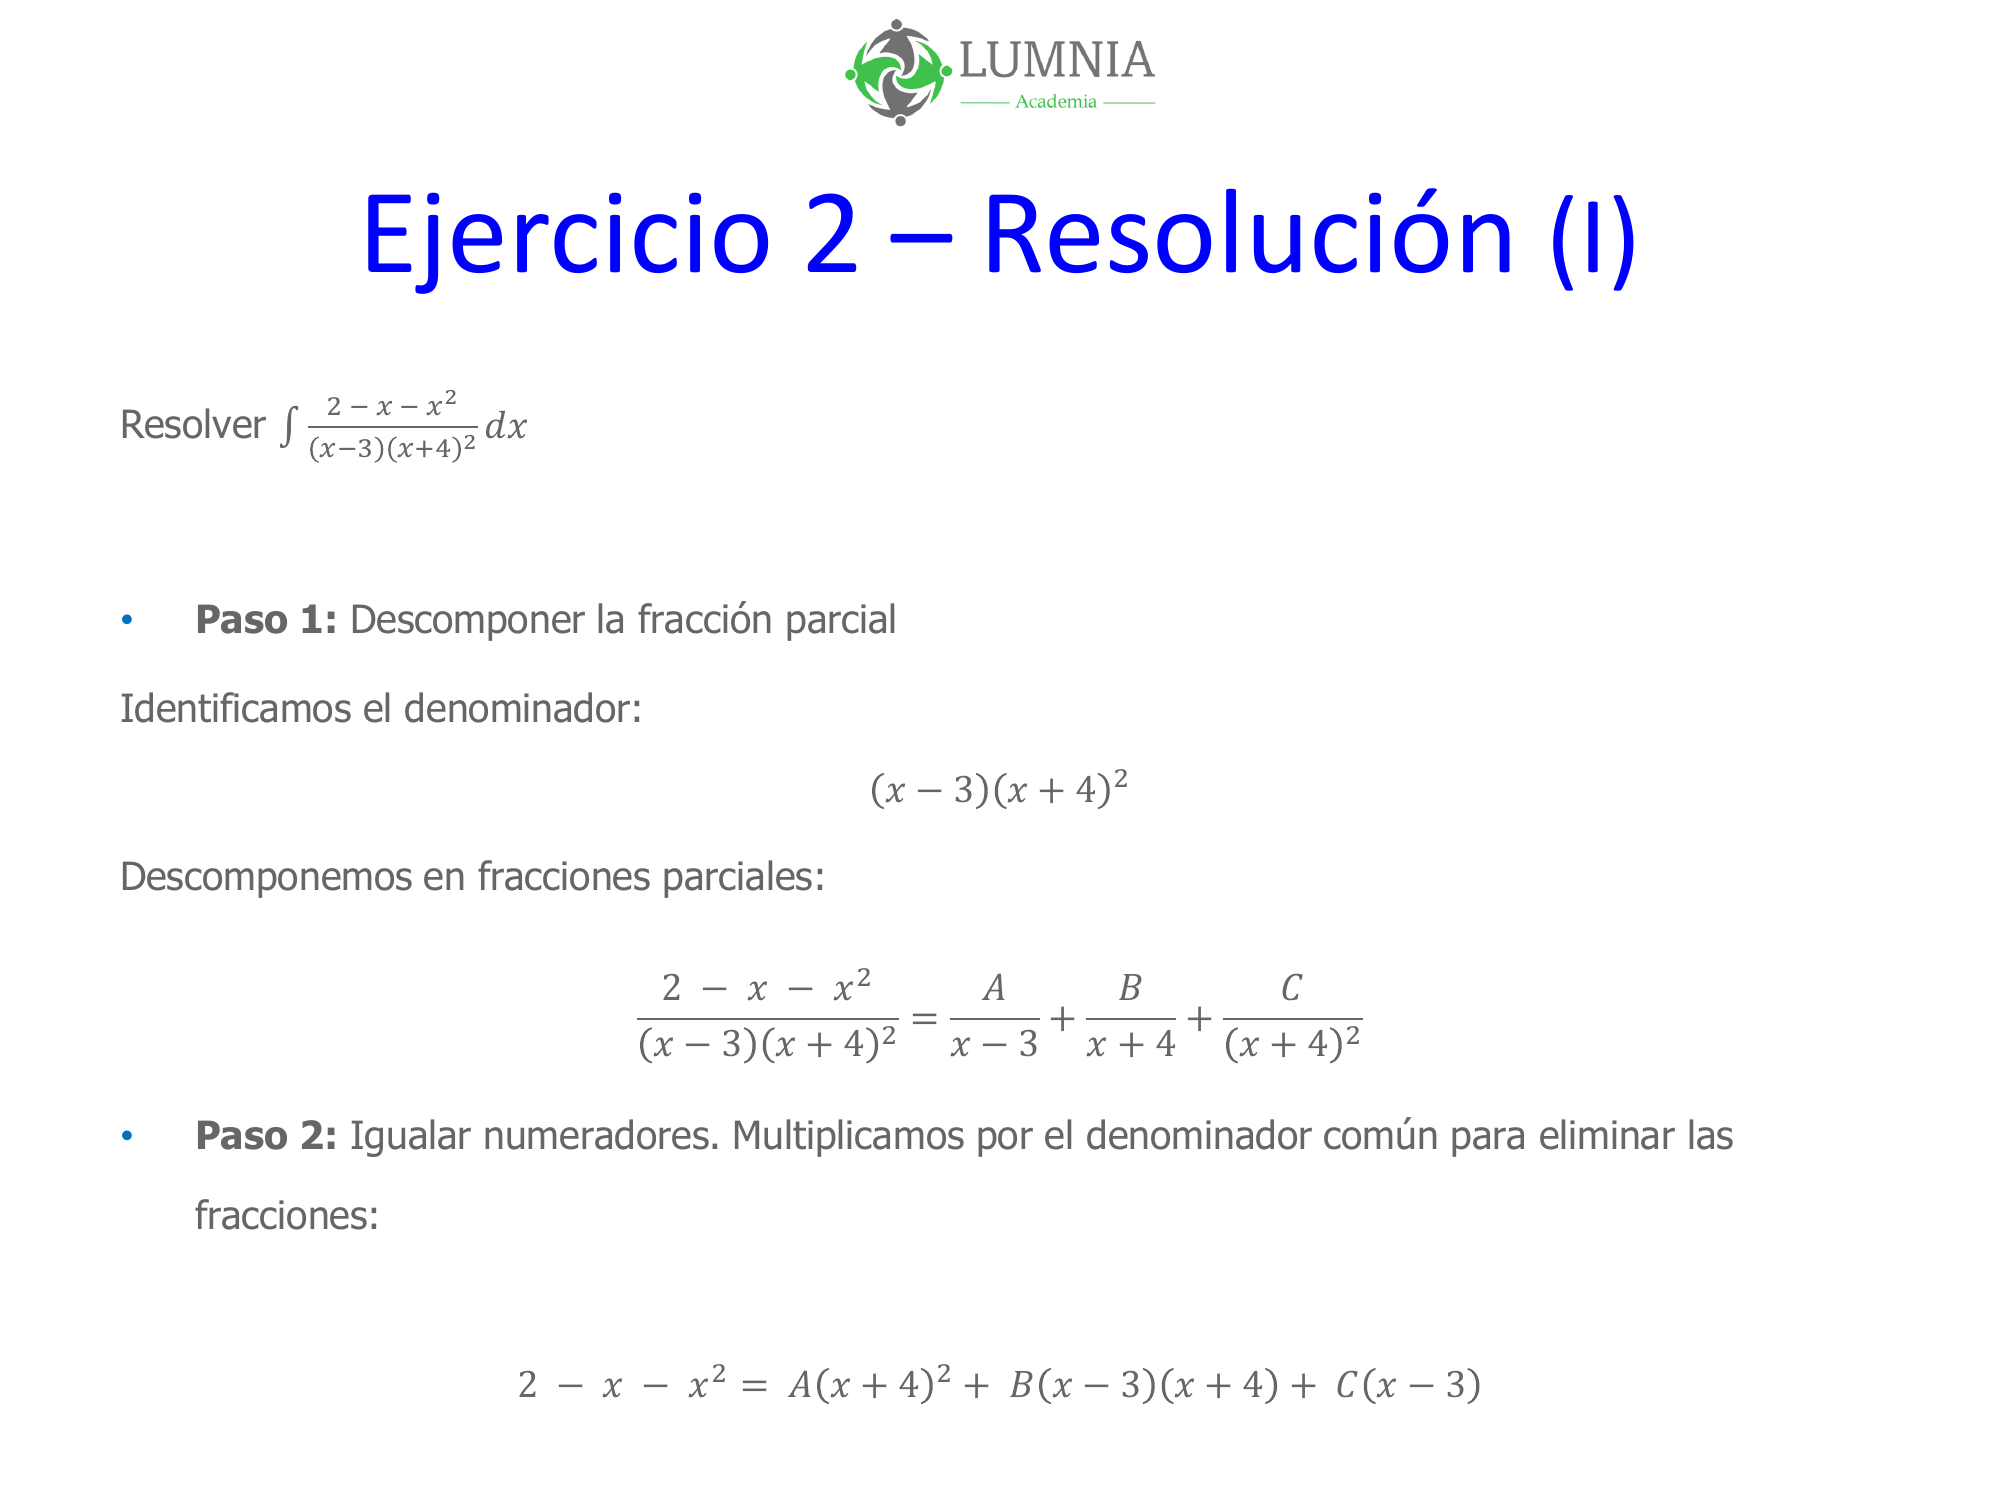 LUMNIA
Academia
Ejercicio 2 – Resolución (I)
Resolver ∫ \frac{2 - x - x^2}{(x-3)(x+4)^2} dx
• Paso 1: Descomponer la fracción parcial
Identificamos el denominador:
(x - 3)(x + 4)^2
Descomponemos en fracciones parciales:
\frac{2 - x - x^2}{(x - 3)(x + 4)^2} = \frac{A}{x - 3} + \frac{B}{x + 4} + \frac{C}{(x + 4)^2}
• Paso 2: Igualar numeradores. Multiplicamos por el denominador común para eliminar las
fracciones:
2 - x - x^2 = A(x + 4)^2 + B(x - 3)(x + 4) + C(x - 3)